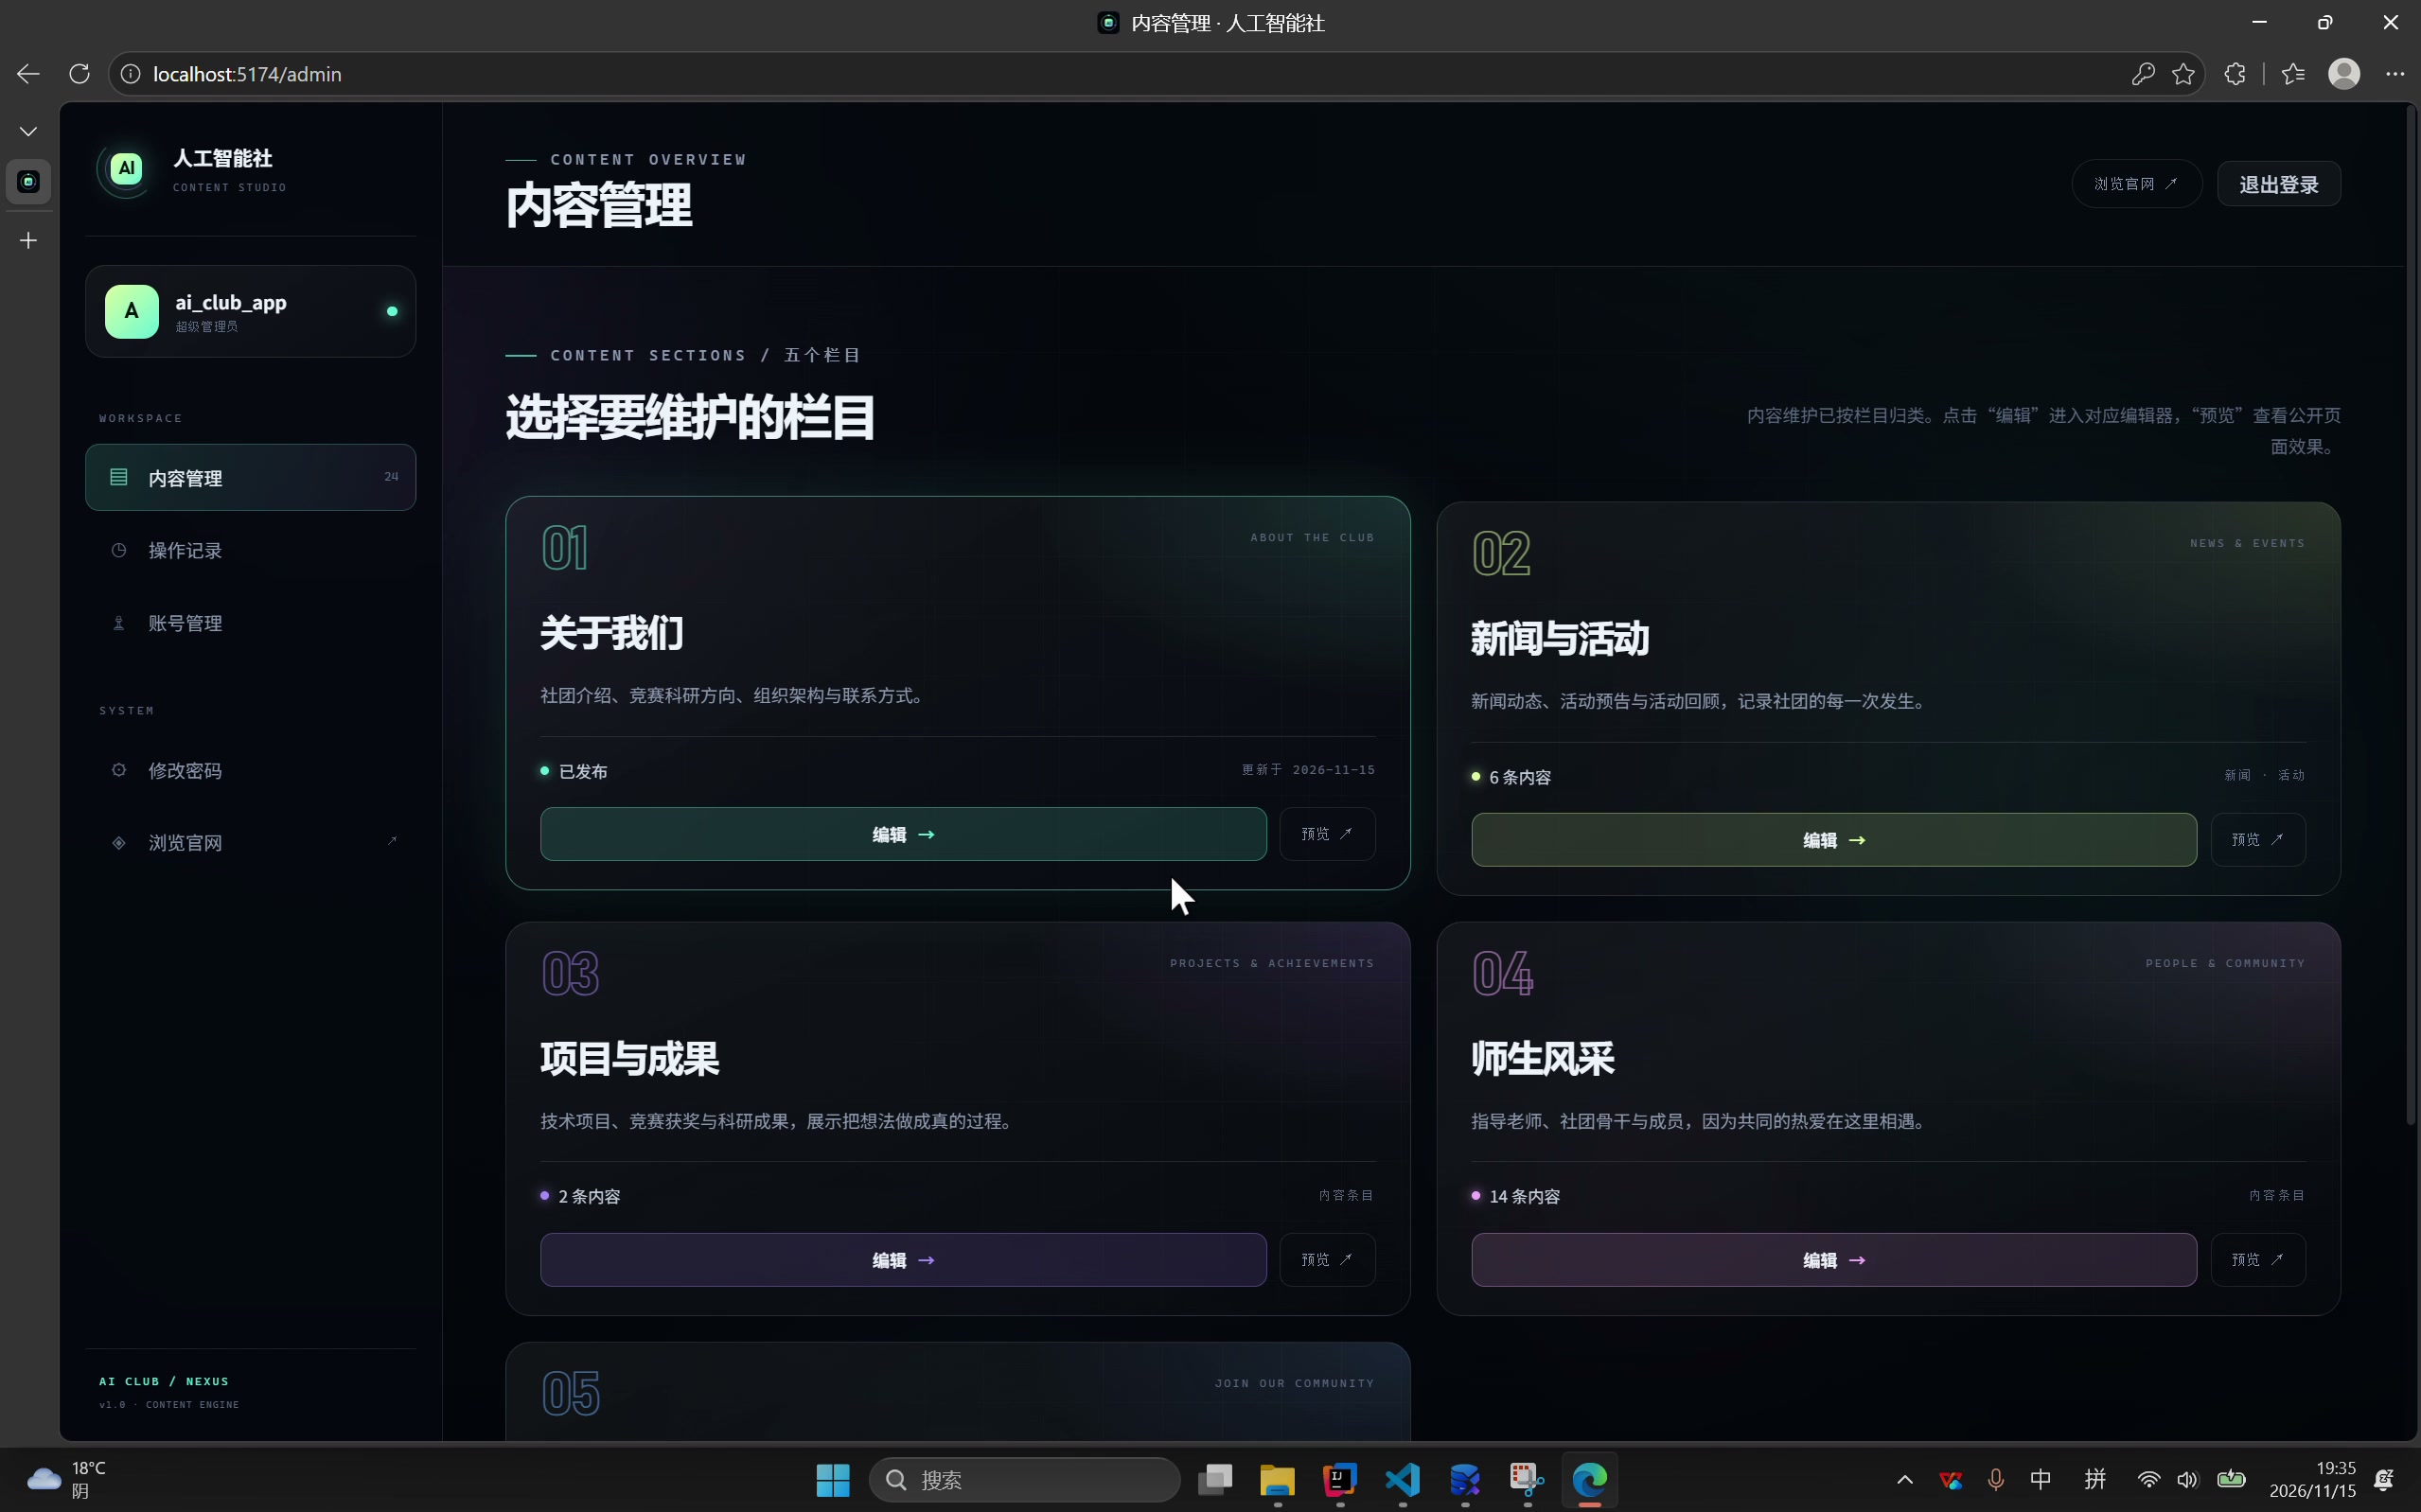 内容管理 · 人工智能社
localhost:5174/admin
AI
人工智能社
CONTENT STUDIO
A
ai_club_app
超级管理员
WORKSPACE
内容管理
24
操作记录
账号管理
SYSTEM
修改密码
浏览官网 ↗
AI CLUB / NEXUS
v1.0 · CONTENT ENGINE
CONTENT OVERVIEW
内容管理
浏览官网 ↗
退出登录
CONTENT SECTIONS / 五个栏目
选择要维护的栏目
内容维护已按栏目归类。点击“编辑”进入对应编辑器，“预览”查看公开页
面效果。
01
ABOUT THE CLUB
关于我们
社团介绍、竞赛科研方向、组织架构与联系方式。
已发布
更新于 2026-11-15
编辑 →
预览 ↗
02
NEWS & EVENTS
新闻与活动
新闻动态、活动预告与活动回顾，记录社团的每一次发生。
6 条内容
新闻 · 活动
编辑 →
预览 ↗
03
PROJECTS & ACHIEVEMENTS
项目与成果
技术项目、竞赛获奖与科研成果，展示把想法做成真的过程。
2 条内容
内容条目
编辑 →
预览 ↗
04
PEOPLE & COMMUNITY
师生风采
指导老师、社团骨干与成员，因为共同的热爱在这里相遇。
14 条内容
内容条目
编辑 →
预览 ↗
05
JOIN OUR COMMUNITY
18°C
阴
搜索
中
拼
19:35
2026/11/15